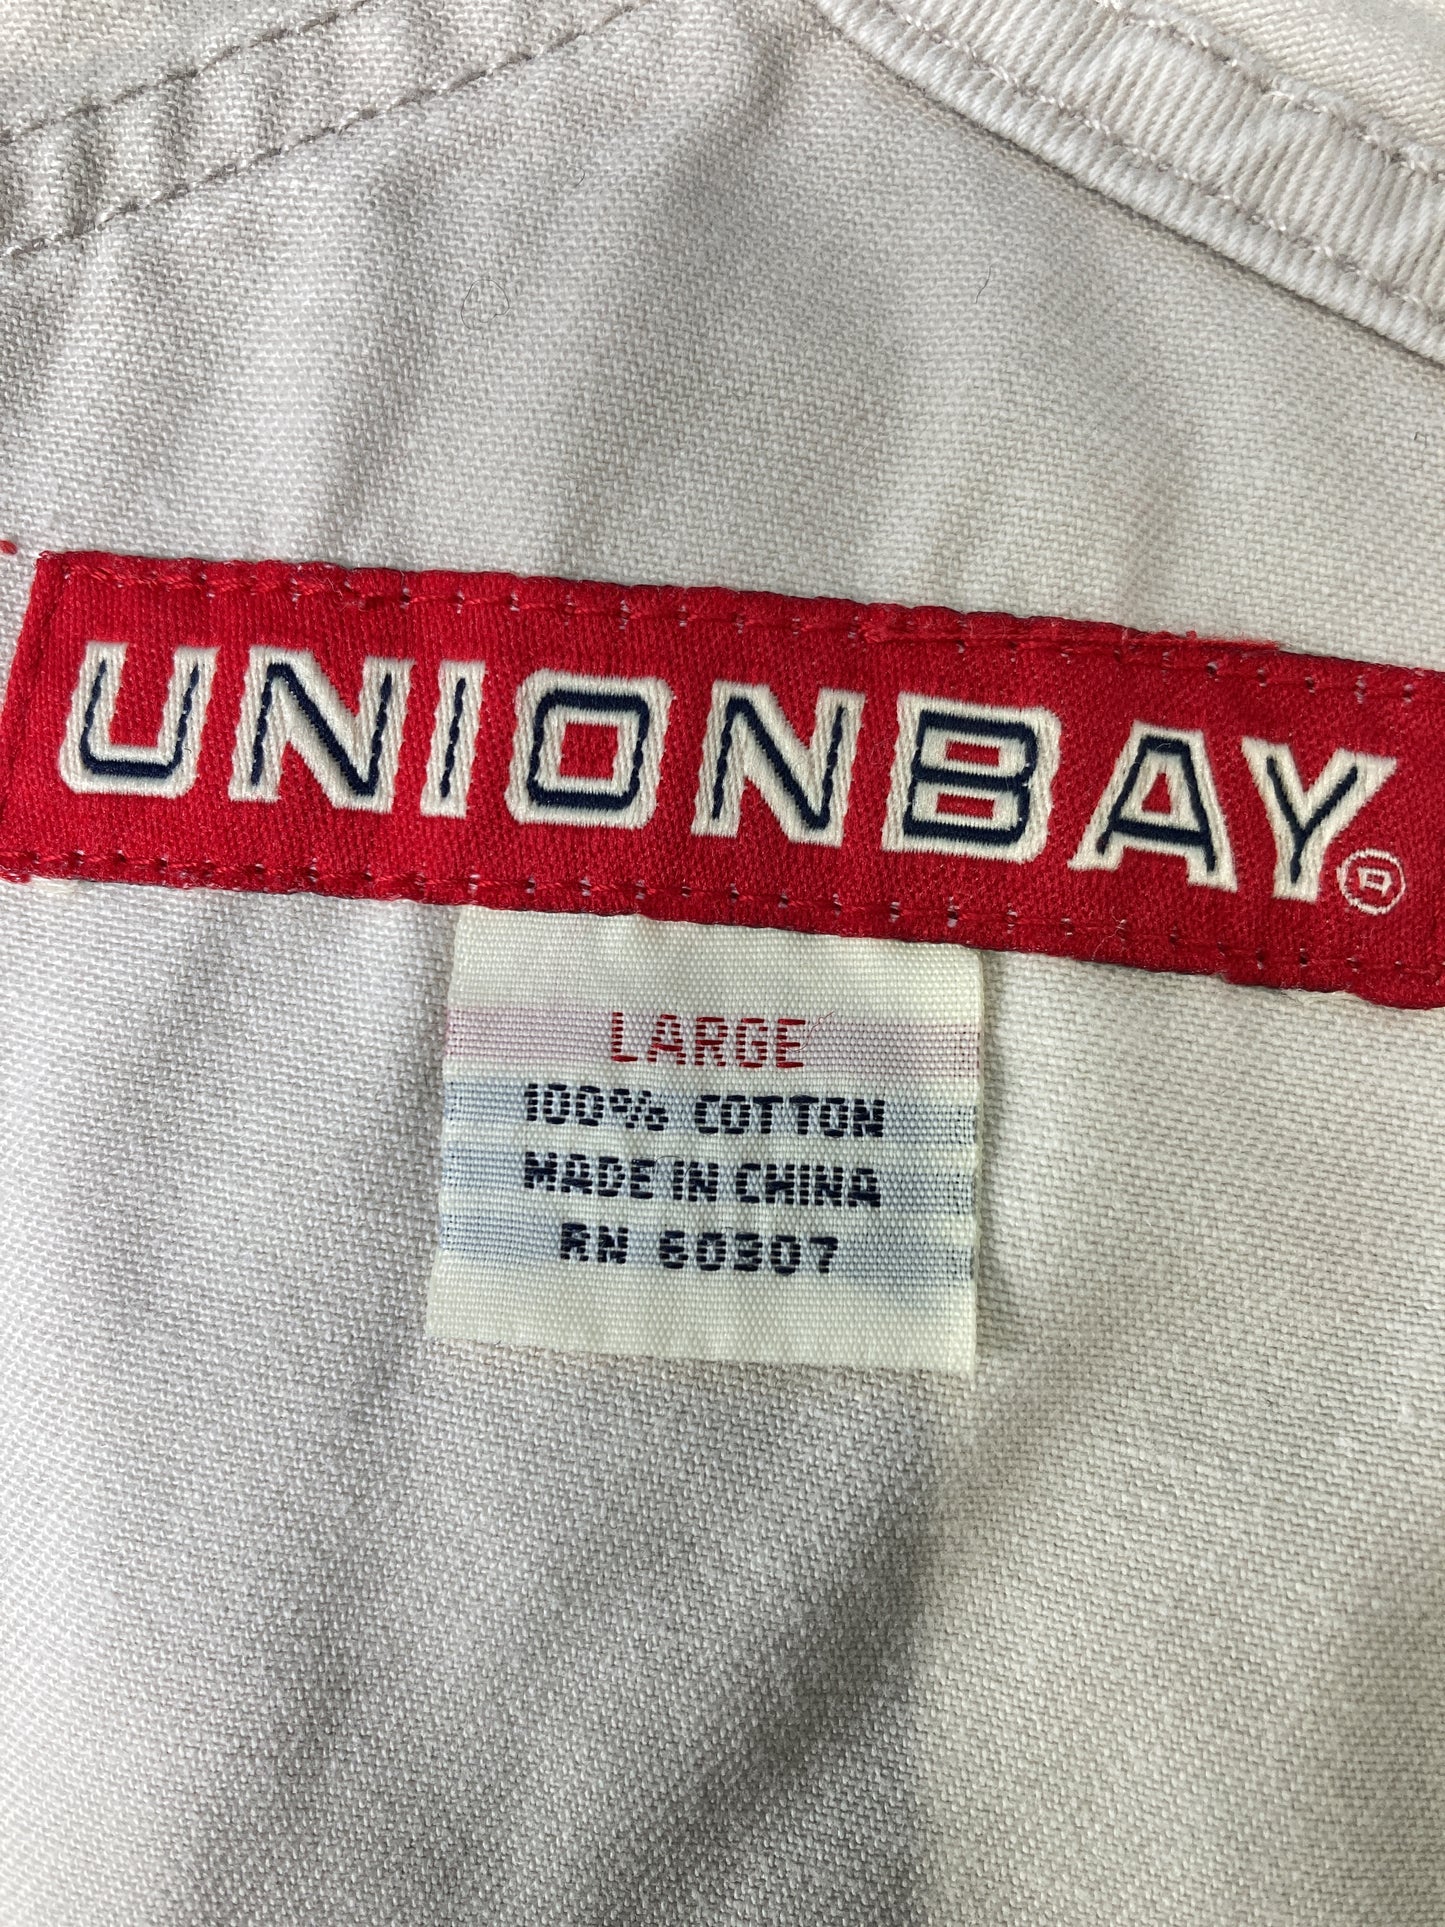 UNIONBAY®
LARGE
100% COTTON
MADE IN CHINA
RN 60307